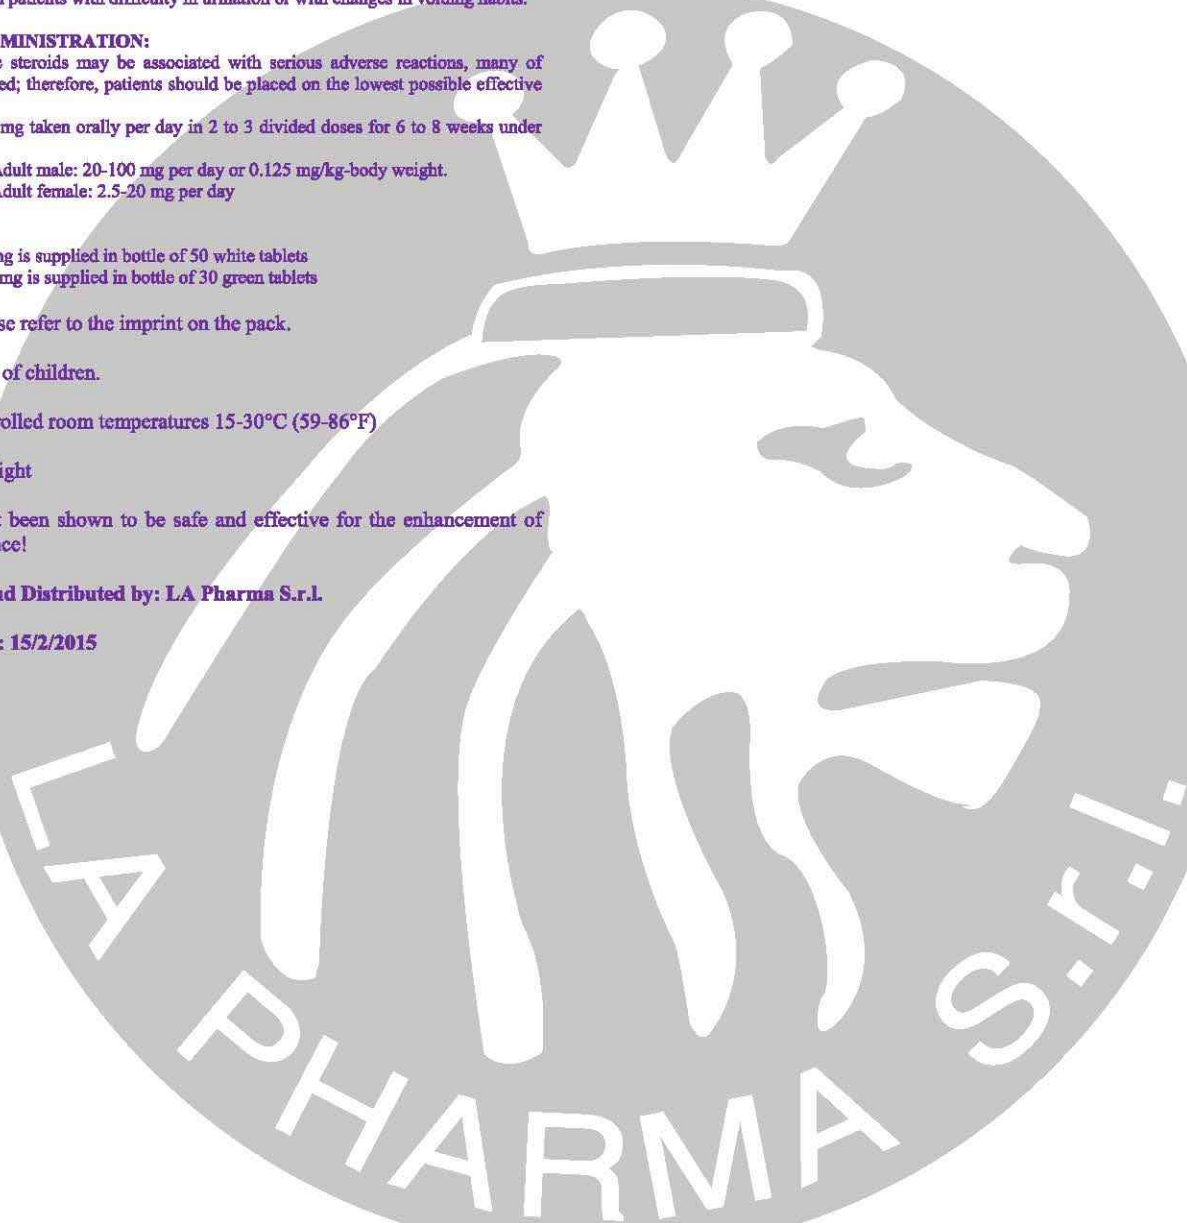 patients with difficulty in urination or with changes in voiding habits.
MINISTRATION:
steroids may be associated with serious adverse reactions, many of
ed; therefore, patients should be placed on the lowest possible effective
mg taken orally per day in 2 to 3 divided doses for 6 to 8 weeks under
Adult male: 20-100 mg per day or 0.125 mg/kg-body weight.
Adult female: 2.5-20 mg per day
ng is supplied in bottle of 50 white tablets
mg is supplied in bottle of 30 green tablets
se refer to the imprint on the pack.
of children.
rolled room temperatures 15-30°C (59-86°F)
ight
t been shown to be safe and effective for the enhancement of
nce!
nd Distributed by: LA Pharma S.r.l.
: 15/2/2015
LA PHARMA S.r.l.